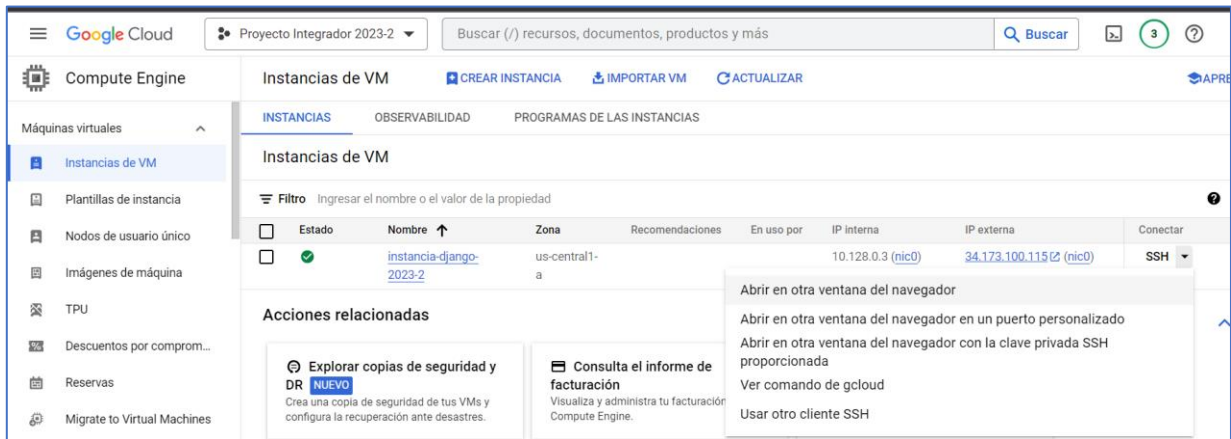 Google Cloud
Proyecto Integrador 2023-2
Buscar (/) recursos, documentos, productos y más
Buscar
3
Compute Engine
Instancias de VM
CREAR INSTANCIA
IMPORTAR VM
ACTUALIZAR
APRE
Máquinas virtuales
Instancias de VM
Plantillas de instancia
Nodos de usuario único
Imágenes de máquina
TPU
Descuentos por comprom...
Reservas
Migrate to Virtual Machines
INSTANCIAS
OBSERVABILIDAD
PROGRAMAS DE LAS INSTANCIAS
Instancias de VM
Filtro Ingresar el nombre o el valor de la propiedad
Estado Nombre Zona Recomendaciones En uso por IP interna IP externa Conectar
instancia-django- us-central1- 10.128.0.3 (nic0) 34.173.100.115 (nic0) SSH
2023-2 a
Abrir en otra ventana del navegador
Abrir en otra ventana del navegador en un puerto personalizado
Abrir en otra ventana del navegador con la clave privada SSH
proporcionada
Ver comando de gcloud
Usar otro cliente SSH
Acciones relacionadas
Explorar copias de seguridad y
DR NUEVO
Crea una copia de seguridad de tus VMs y
configura la recuperación ante desastres.
Consulta el informe de
facturación
Visualiza y administra tu facturación
Compute Engine.